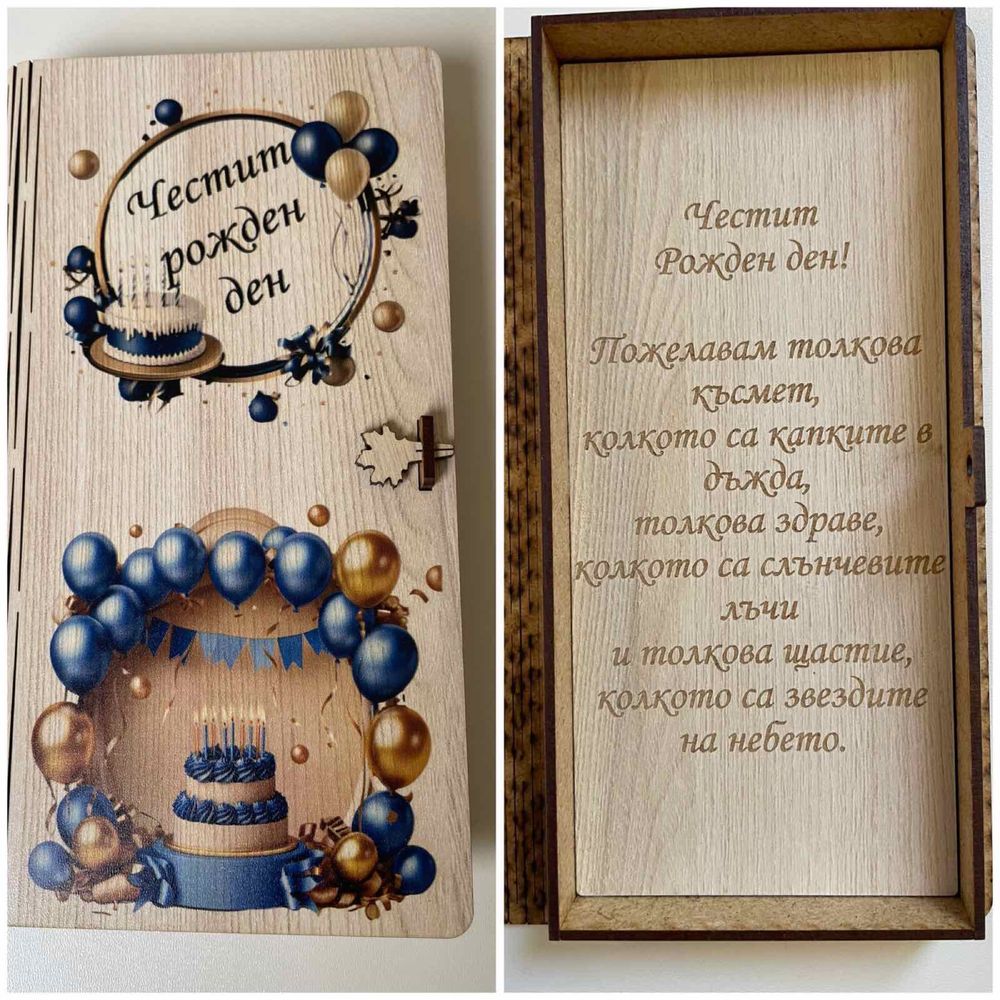 Честит
рожден
ден
Честит
Рожден ден!
Пожелавам толкова
късмет,
колкото са капките в
дъжда,
толкова здраве,
колкото са слънчевите
лъчи
и толкова щастие,
колкото са звездите
на небето.